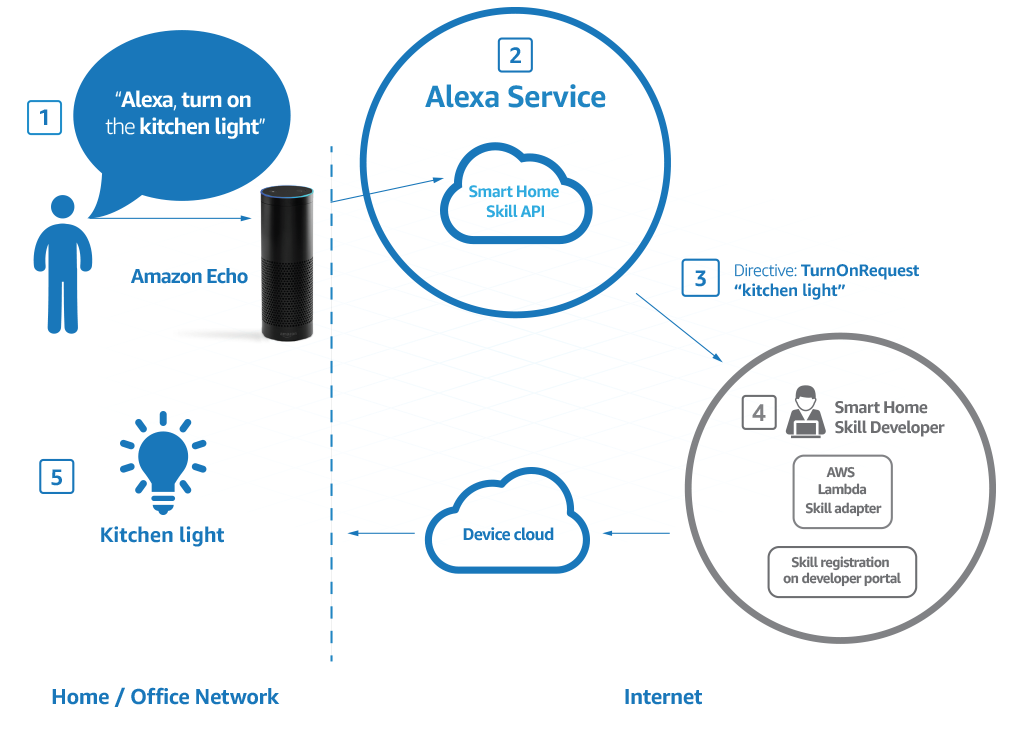 1
“Alexa, turn on
the kitchen light”
Amazon Echo
2
Alexa Service
Smart Home
Skill API
3
Directive: TurnOnRequest
“kitchen light”
4
Smart Home
Skill Developer
AWS
Lambda
Skill adapter
Skill registration
on developer portal
Device cloud
5
Kitchen light
Home / Office Network
Internet